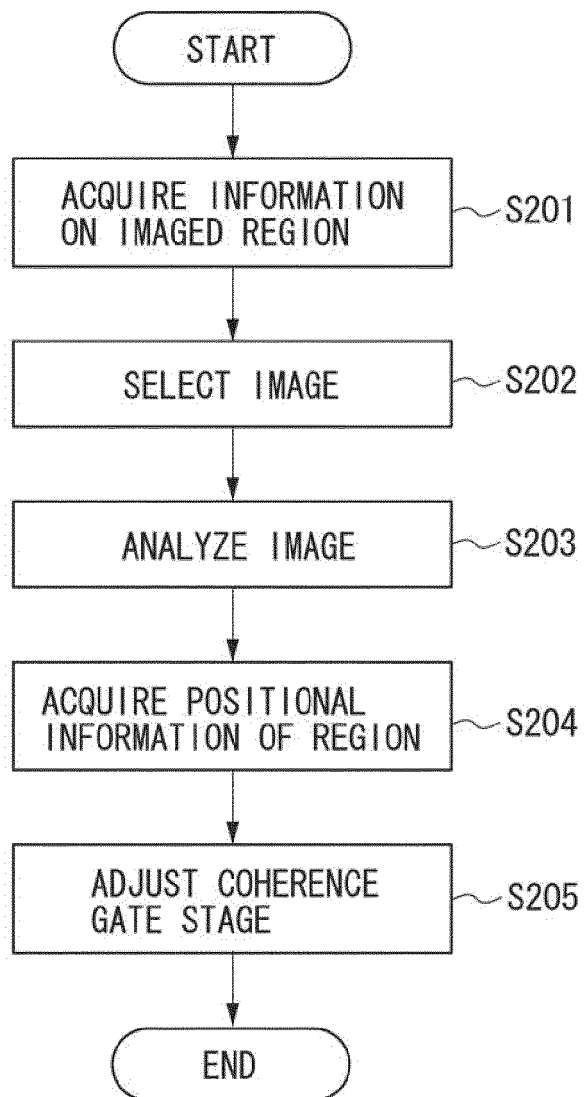 START
ACQUIRE INFORMATION
ON IMAGED REGION
S201
SELECT IMAGE
S202
ANALYZE IMAGE
S203
ACQUIRE POSITIONAL
INFORMATION OF REGION
S204
ADJUST COHERENCE
GATE STAGE
S205
END